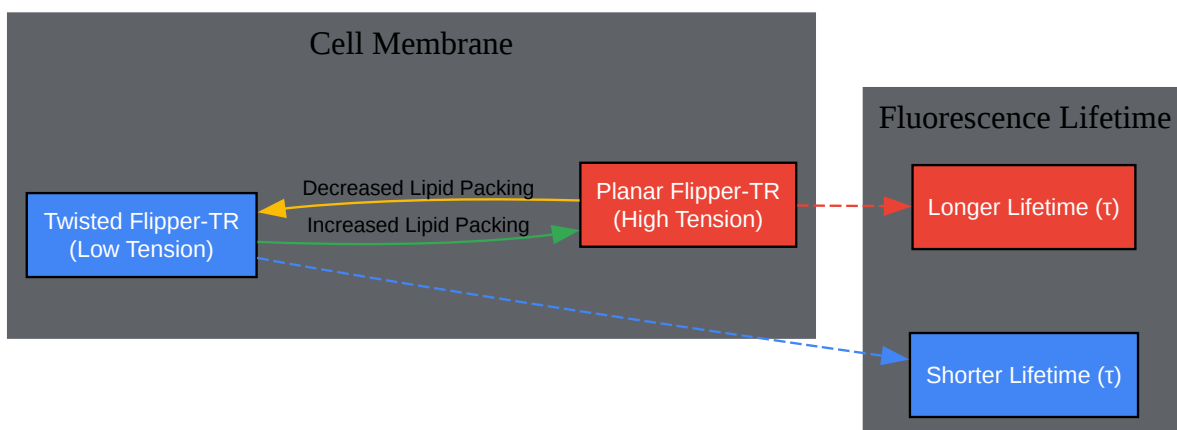 Cell Membrane
Fluorescence Lifetime
Decreased Lipid Packing
Increased Lipid Packing
Twisted Flipper-TR
(Low Tension)
Planar Flipper-TR
(High Tension)
Longer Lifetime (τ)
Shorter Lifetime (τ)